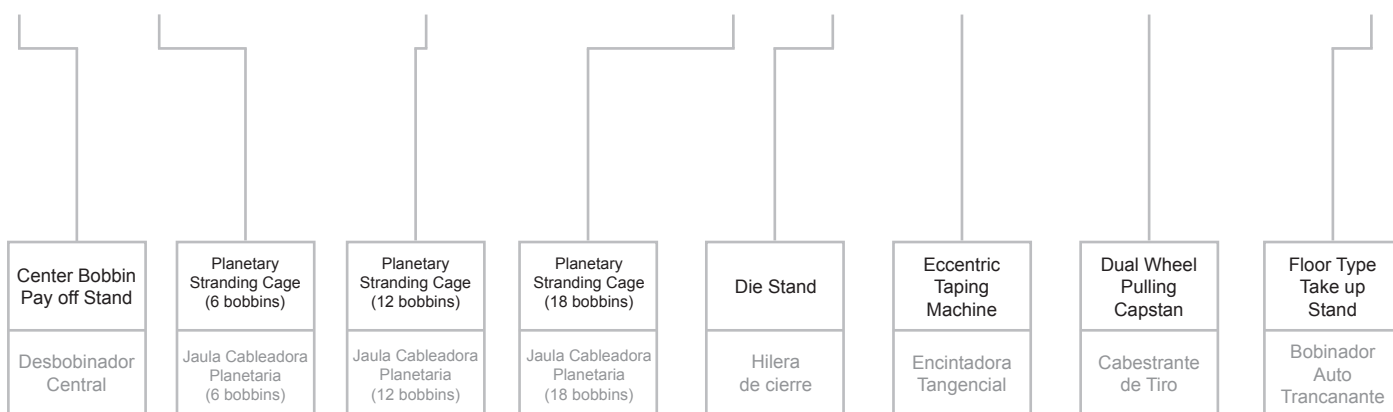 Center Bobbin
Pay off Stand
Desbobinador
Central
Planetary
Stranding Cage
(6 bobbins)
Jaula Cableadora
Planetaria
(6 bobbins)
Planetary
Stranding Cage
(12 bobbins)
Jaula Cableadora
Planetaria
(12 bobbins)
Planetary
Stranding Cage
(18 bobbins)
Jaula Cableadora
Planetaria
(18 bobbins)
Die Stand
Hilera
de cierre
Eccentric
Taping
Machine
Encintadora
Tangencial
Dual Wheel
Pulling
Capstan
Cabestrante
de Tiro
Floor Type
Take up
Stand
Bobinador
Auto
Trancanante